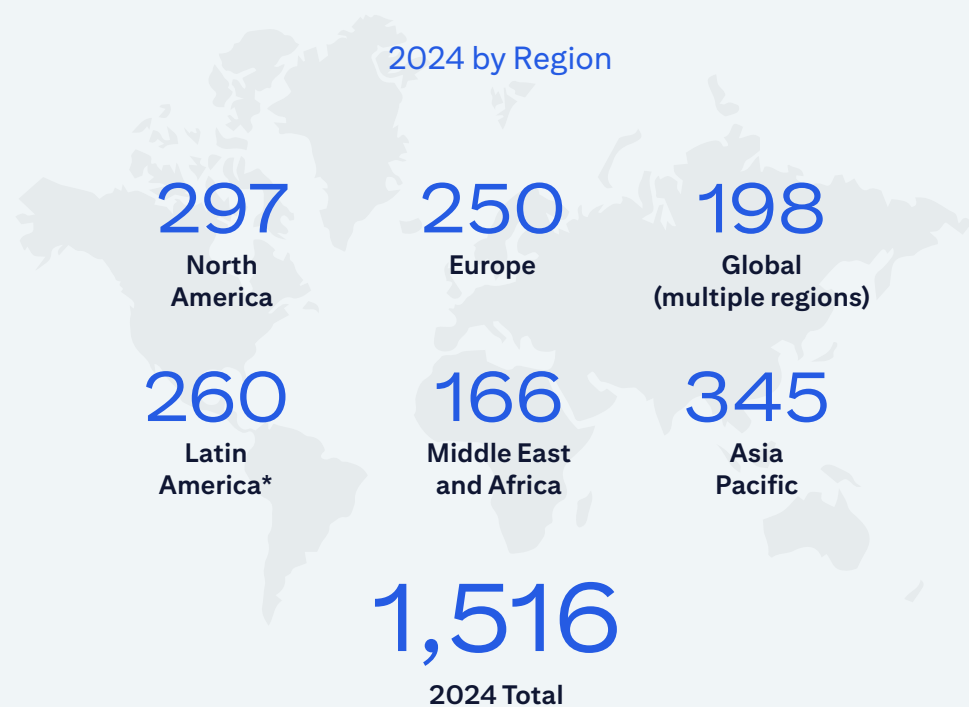 2024 by Region
297
North
America
250
Europe
198
Global
(multiple regions)
260
Latin
America*
166
Middle East
and Africa
345
Asia
Pacific
1,516
2024 Total